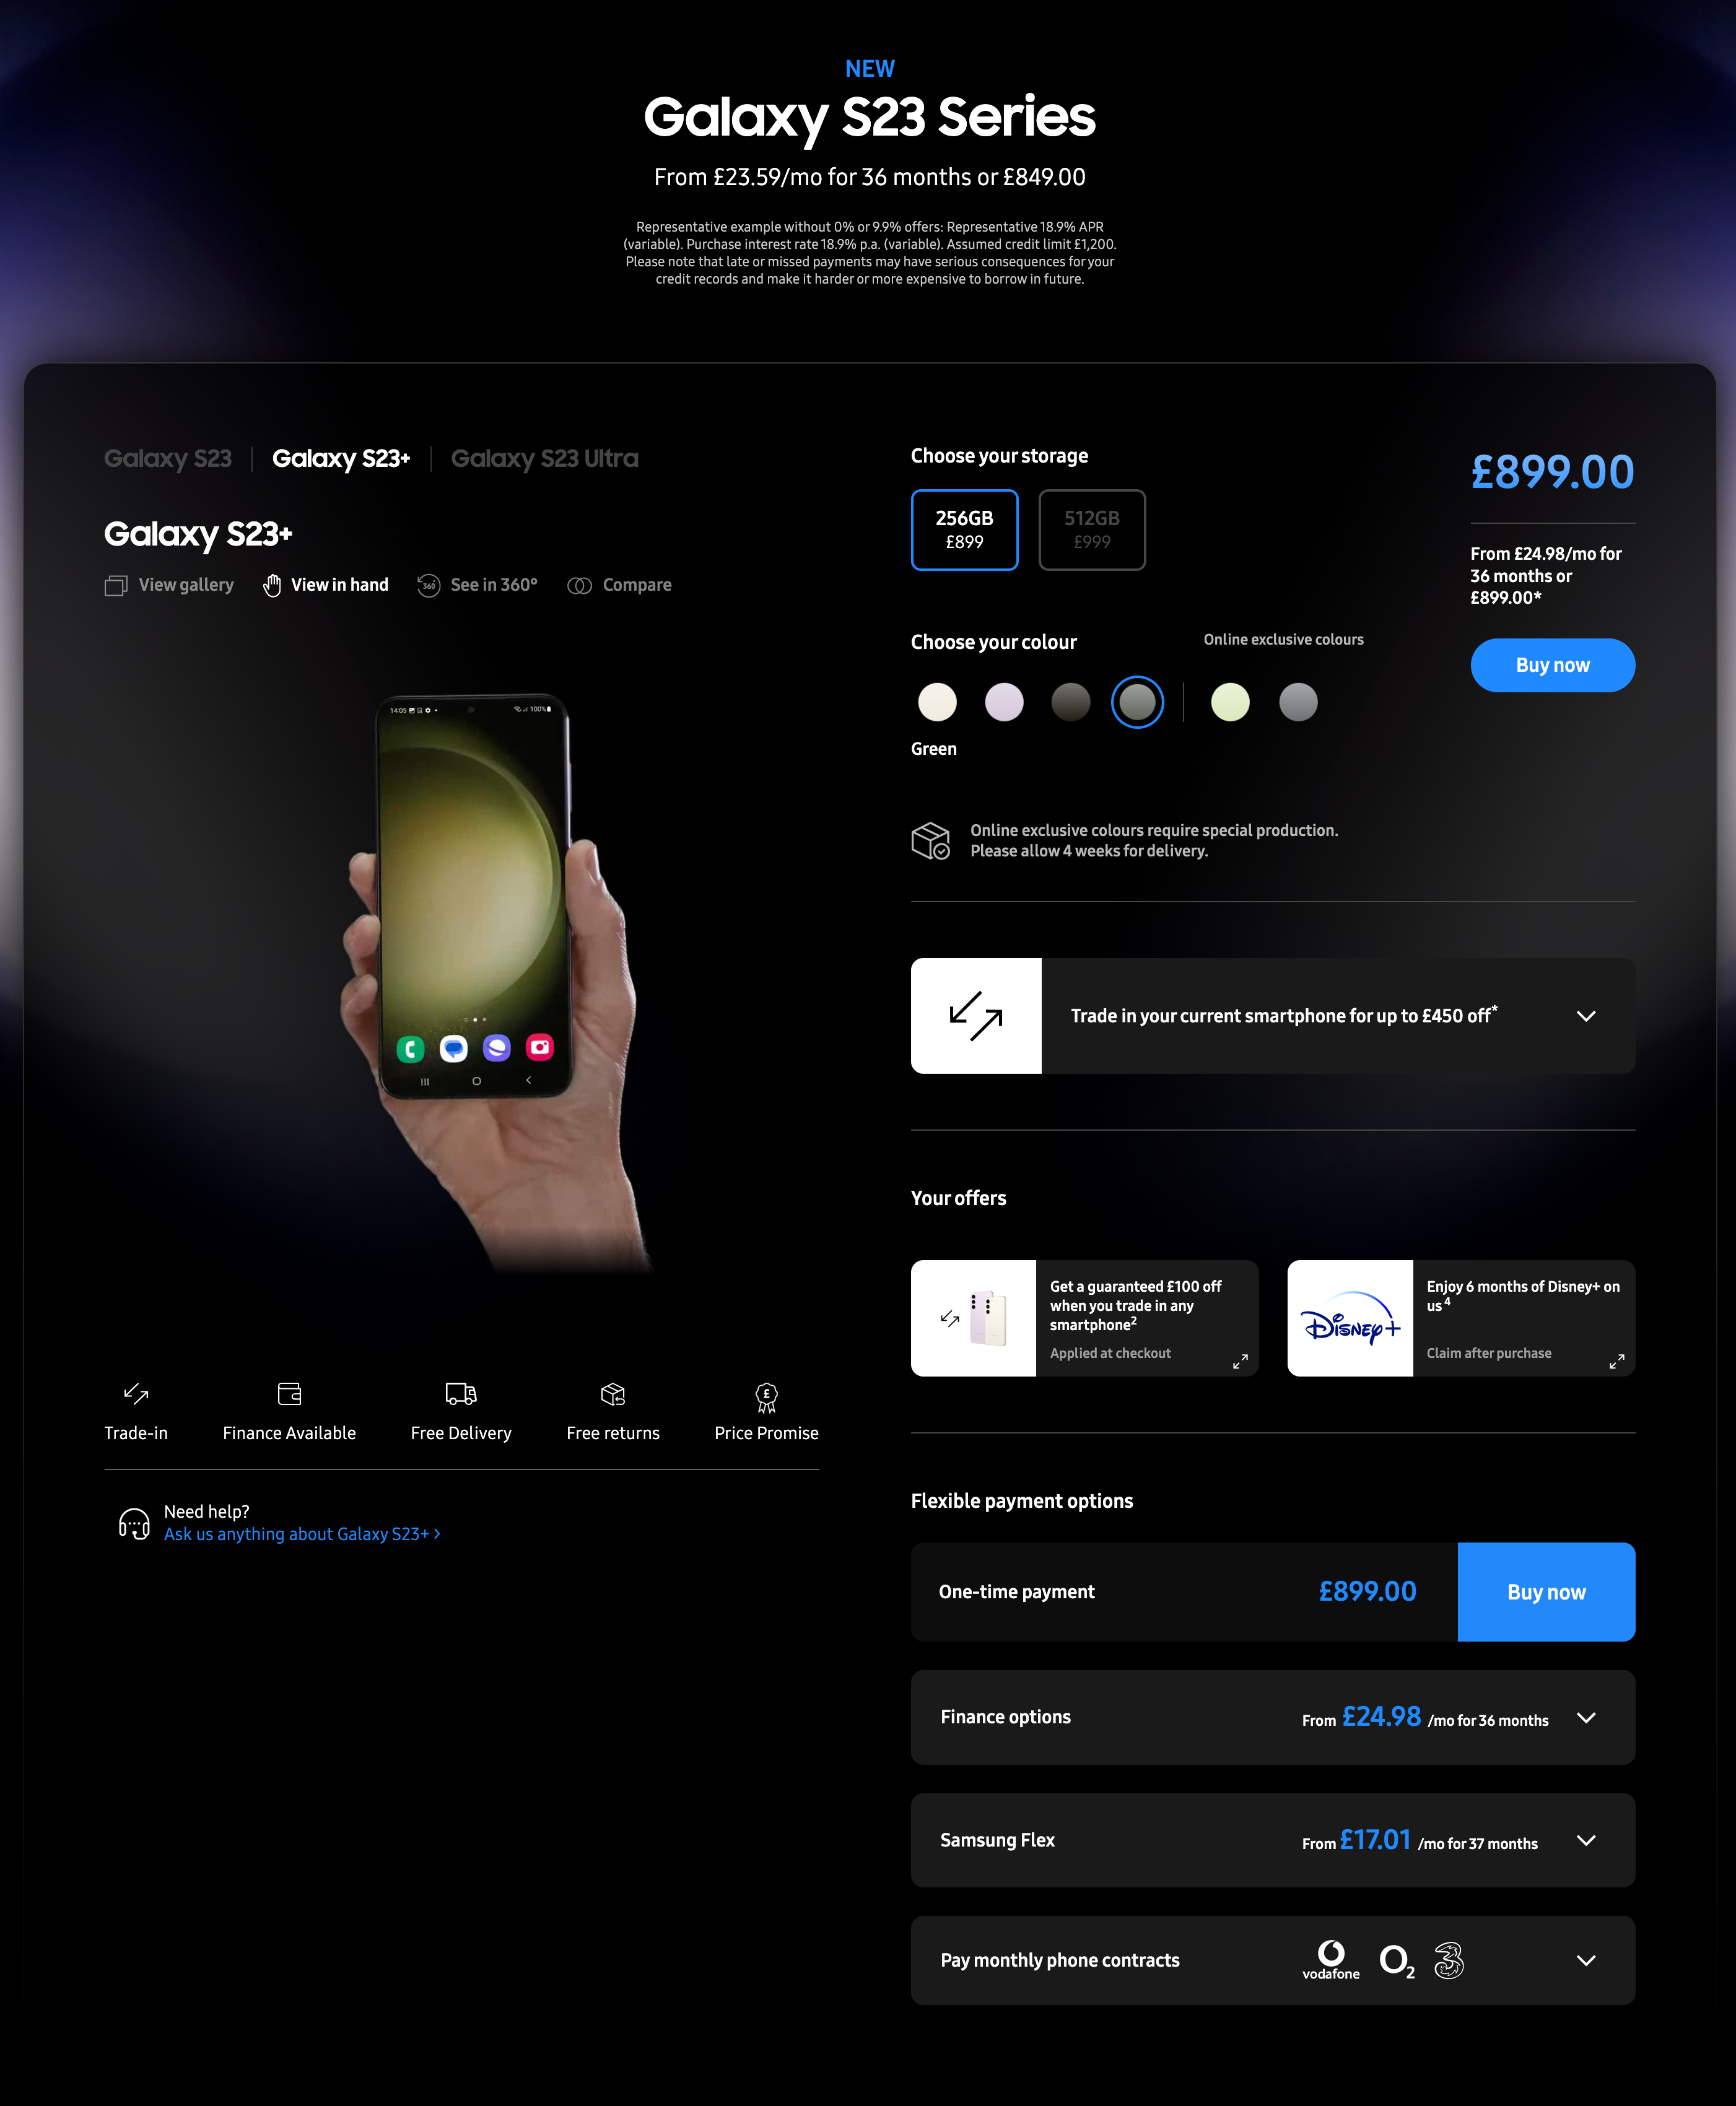 NEW
Galaxy S23 Series
From £23.59/mo for 36 months or £849.00
Representative example without 0% or 9.9% offers: Representative 18.9% APR
(variable). Purchase interest rate 18.9% p.a. (variable). Assumed credit limit £1,200.
Please note that late or missed payments may have serious consequences for your
credit records and make it harder or more expensive to borrow in future.
Galaxy S23
Galaxy S23+
Galaxy S23 Ultra
Galaxy S23+
View gallery
View in hand
360
See in 360°
Compare
14:05
100%
Trade-in
Finance Available
Free Delivery
Free returns
£
Price Promise
Need help?
Ask us anything about Galaxy S23+ >
Choose your storage
256GB
£899
512GB
£999
£899.00
From £24.98/mo for
36 months or
£899.00*
Buy now
Choose your colour
Online exclusive colours
Green
Online exclusive colours require special production.
Please allow 4 weeks for delivery.
Trade in your current smartphone for up to £450 off*
Your offers
Get a guaranteed £100 off
when you trade in any
smartphone2
Applied at checkout
Disney+
Enjoy 6 months of Disney+ on
us 4
Claim after purchase
Flexible payment options
One-time payment
£899.00
Buy now
Finance options
From £24.98 /mo for 36 months
Samsung Flex
From £17.01 /mo for 37 months
Pay monthly phone contracts
vodafone
O2
3